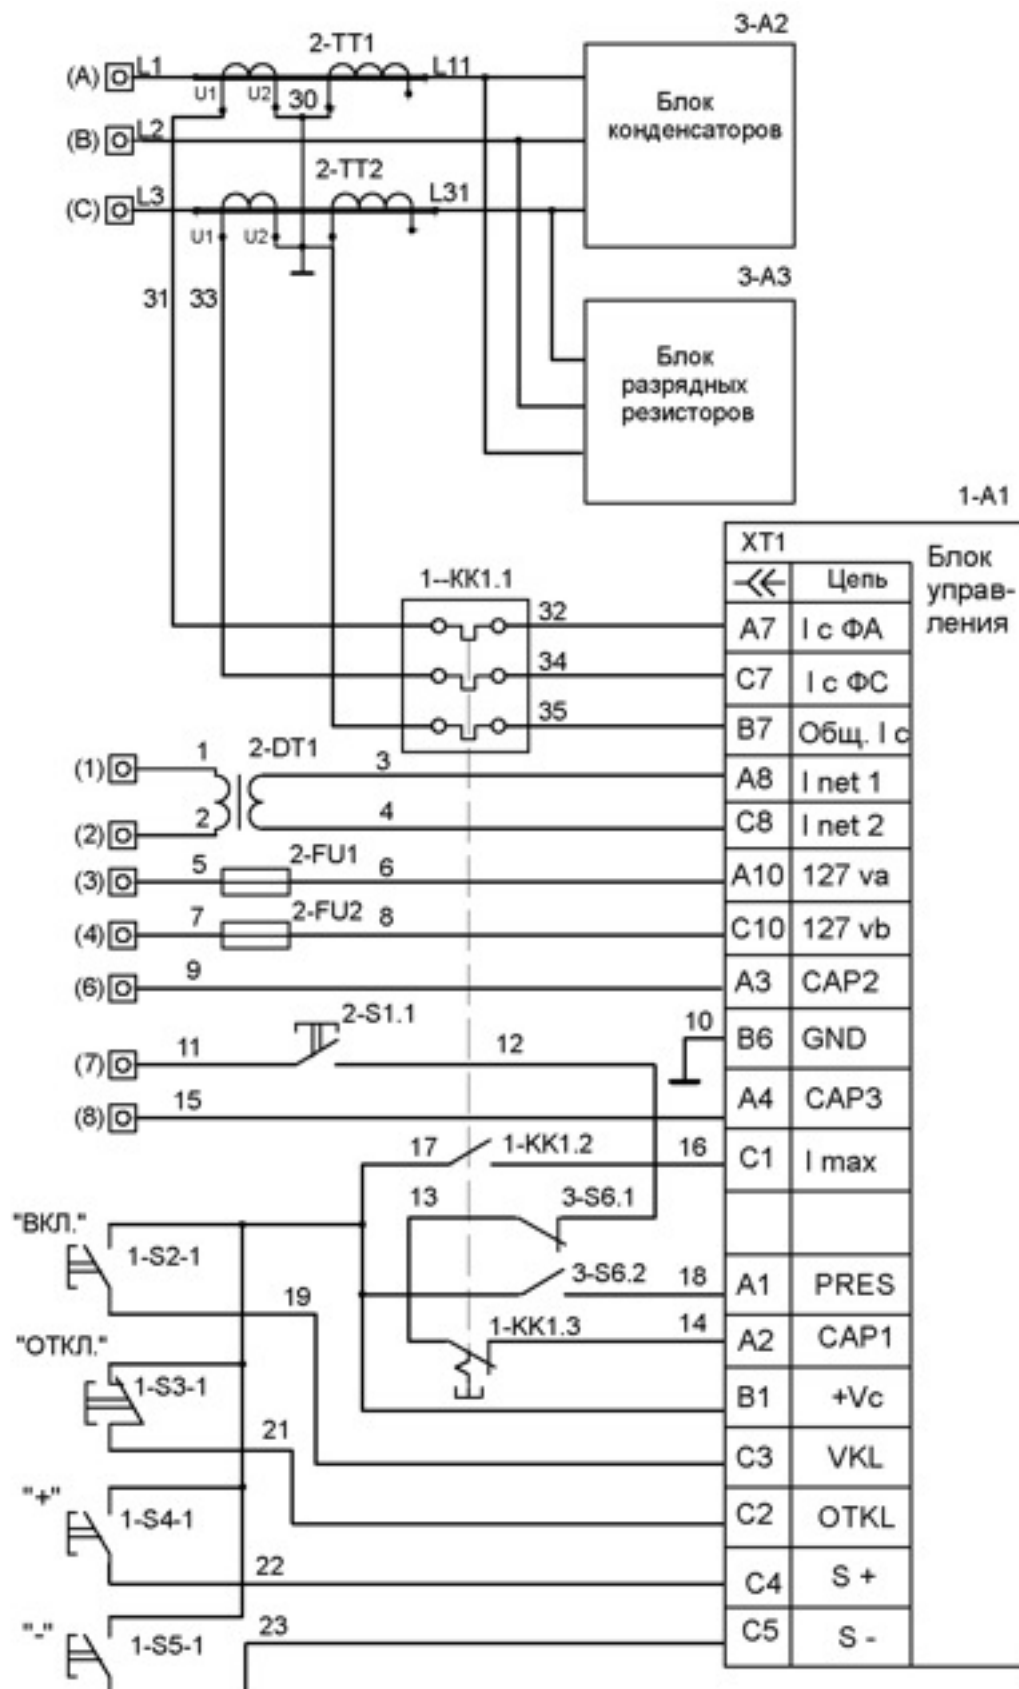 3-A2
2-TT1
(A) L1 L11
U1 U2 30
Блок
конденсаторов
(B) L2
2-TT2
(C) L3 L31
U1 U2
3-A3
31 33
Блок
разрядных
резисторов
1-A1
XT1
Блок
управ-
ления
Цепь
1--KK1.1
32 A7 I c ФА
34 C7 I c ФС
35 B7 Общ. I c
(1) 1 2-DT1 3 A8 I net 1
(2) 2 4 C8 I net 2
(3) 5 2-FU1 6 A10 127 va
(4) 7 2-FU2 8 C10 127 vb
(6) 9 A3 CAP2
2-S1.1
10 B6 GND
(7) 11 12
(8) 15 A4 CAP3
17 1-KK1.2 16 C1 I max
13 3-S6.1
"ВКЛ."
1-S2-1
3-S6.2 18 A1 PRES
19
1-KK1.3 14 A2 CAP1
"ОТКЛ."
1-S3-1
B1 +Vc
21
C3 VKL
"+"
1-S4-1
C2 OTKL
22 C4 S +
"-"
1-S5-1
23 C5 S -